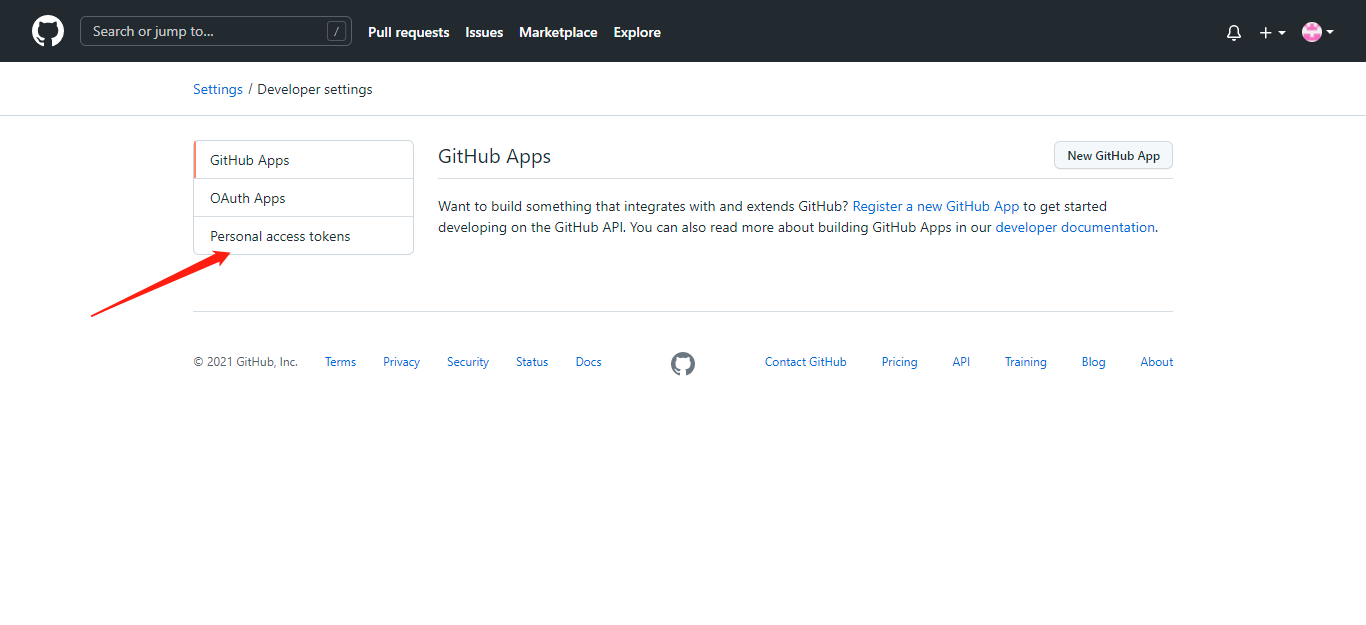 Search or jump to... / Pull requests Issues Marketplace Explore
Settings / Developer settings
GitHub Apps
OAuth Apps
Personal access tokens
GitHub Apps New GitHub App
Want to build something that integrates with and extends GitHub? Register a new GitHub App to get started
developing on the GitHub API. You can also read more about building GitHub Apps in our developer documentation.
© 2021 GitHub, Inc. Terms Privacy Security Status Docs Contact GitHub Pricing API Training Blog About